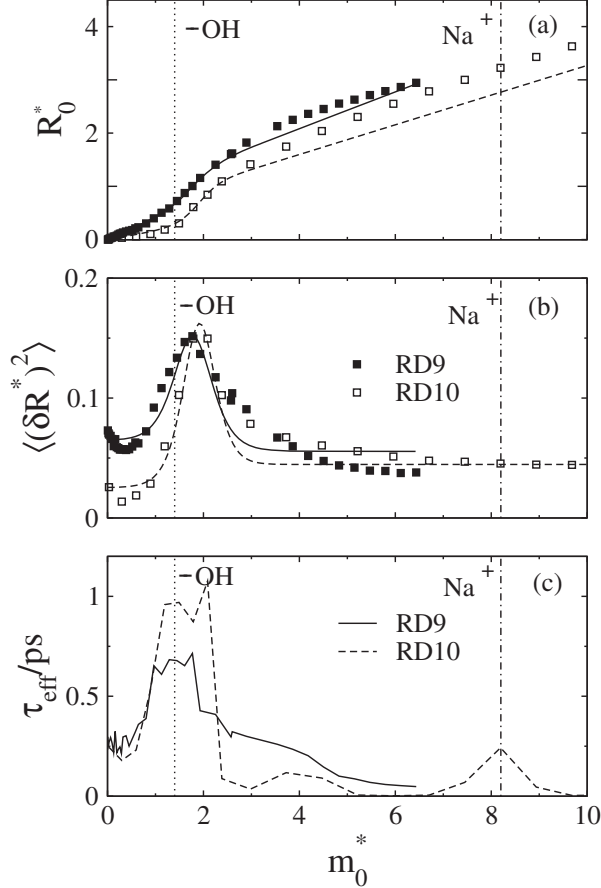 4
2
0
R*0
−OH
Na+
(a)
0.2
0.1
0
⟨(δR*)2⟩
−OH
Na+
(b)
RD9
RD10
1
0.5
0
τeff/ps
−OH
Na+
(c)
RD9
RD10
0 2 4 6 8 10
m*0